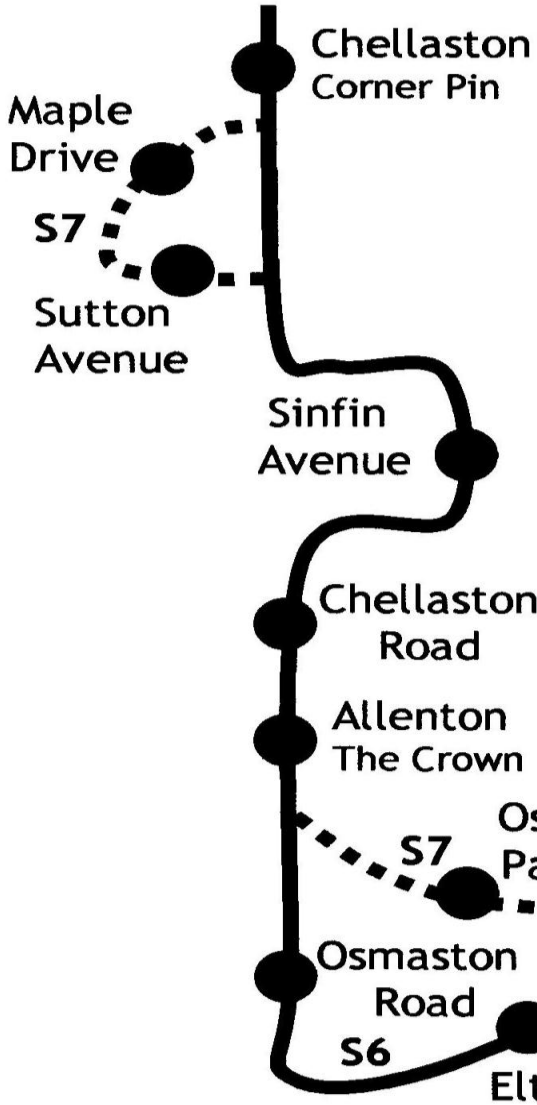 Chellaston
Corner Pin
Maple
Drive
S7
Sutton
Avenue
Sinfin
Avenue
Chellaston
Road
Allenton
The Crown
S7
Osmaston
Road
S6